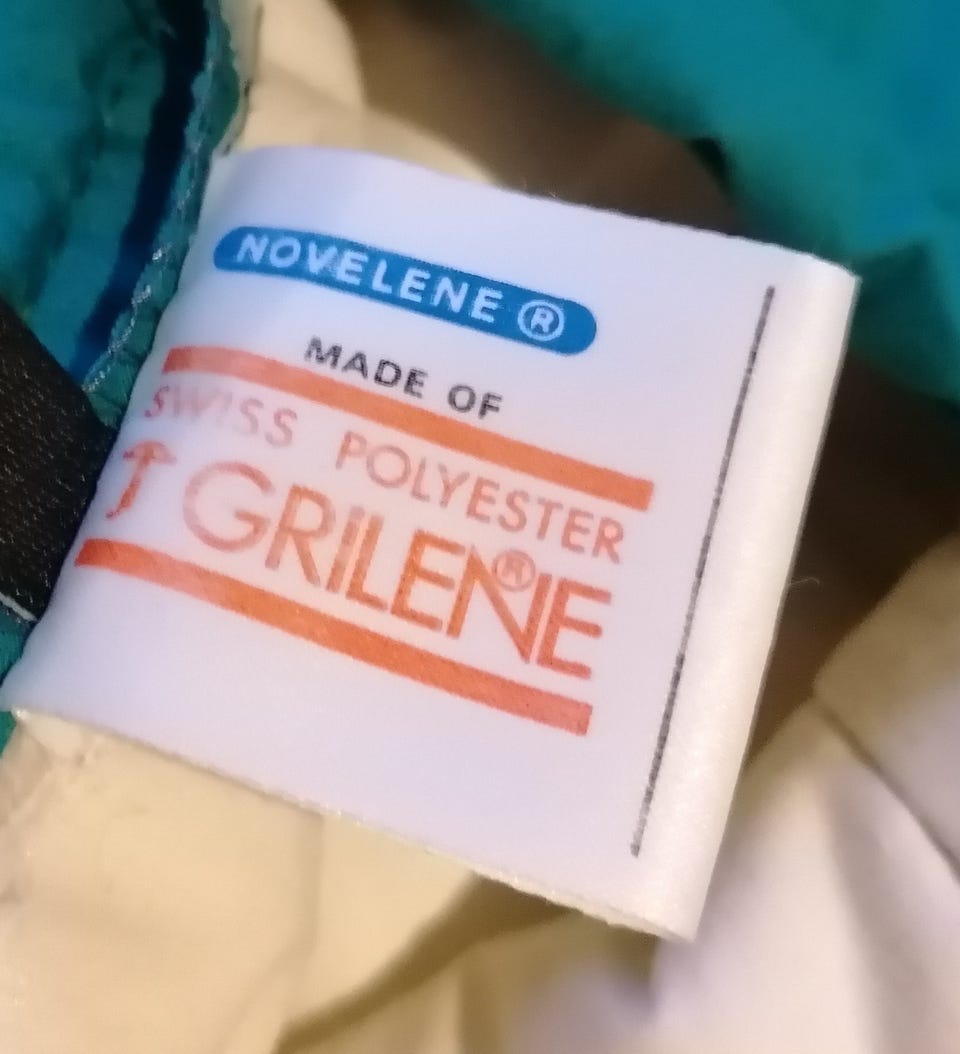 NOVELENE ®
MADE OF
SWISS POLYESTER
GRILENE®